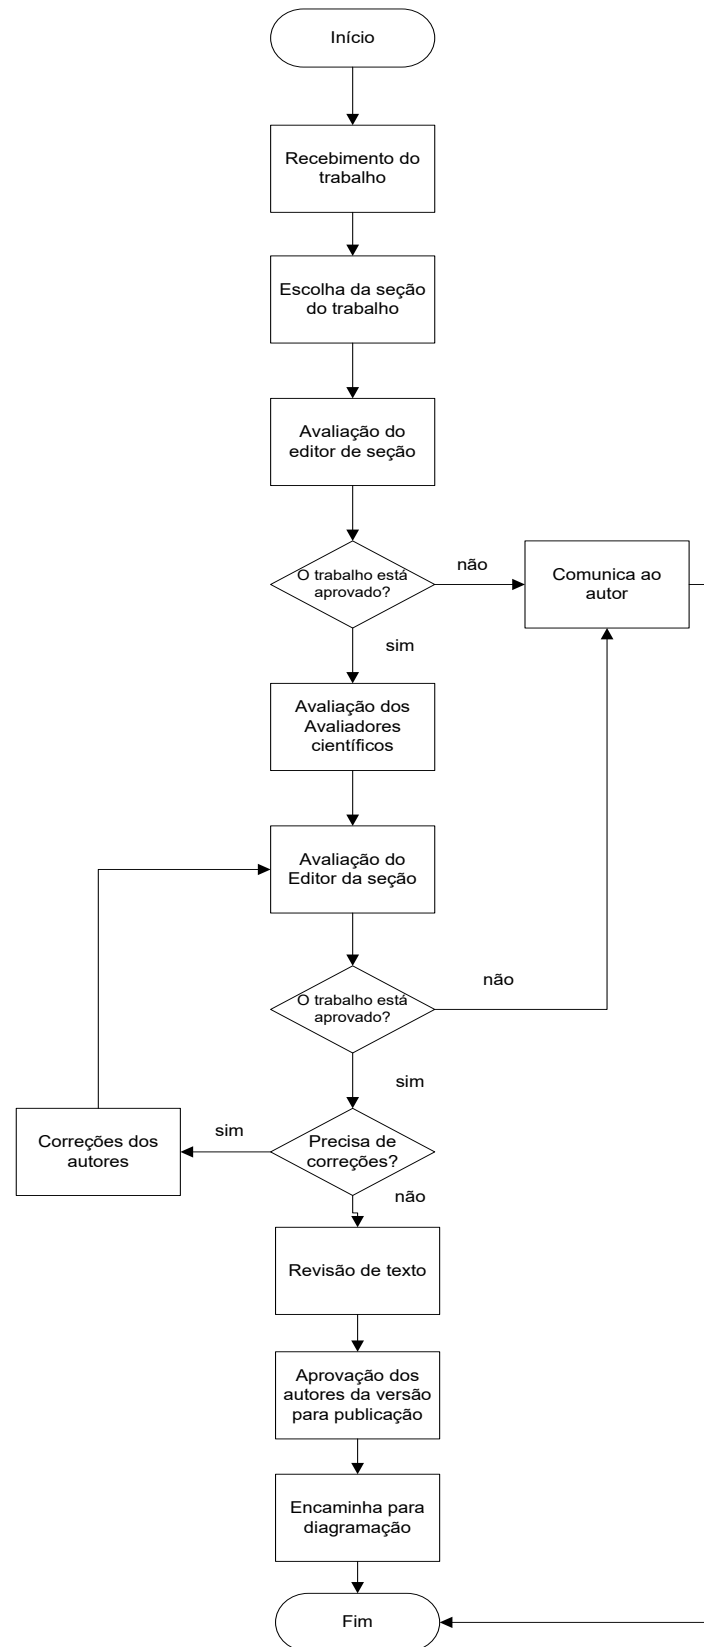 Início
Recebimento do
trabalho
Escolha da seção
do trabalho
Avaliação do
editor de seção
O trabalho está
aprovado?
não
Comunica ao
autor
sim
Avaliação dos
Avaliadores
científicos
Avaliação do
Editor da seção
O trabalho está
aprovado?
não
sim
Precisa de
correções?
sim
Correções dos
autores
não
Revisão de texto
Aprovação dos
autores da versão
para publicação
Encaminha para
diagramação
Fim